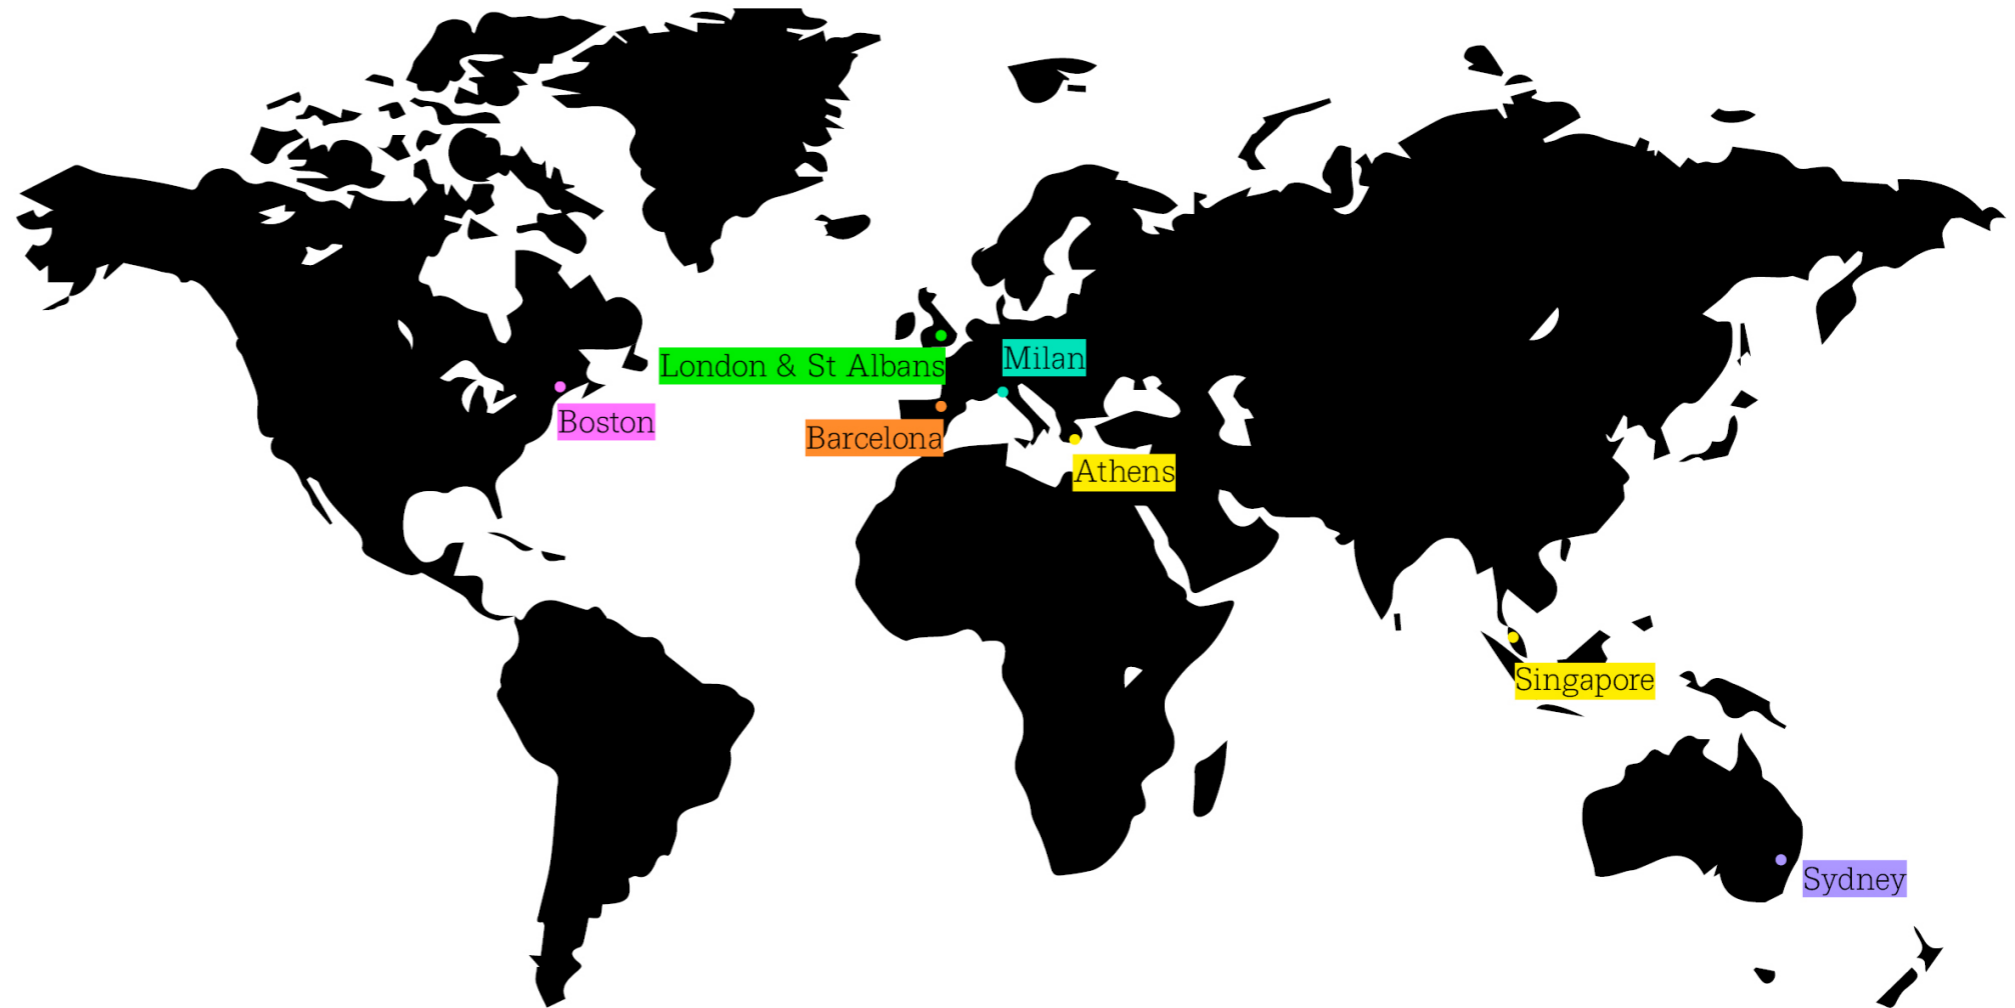 Milan
London & St Albans
Boston
Barcelona
Athens
Singapore
Sydney